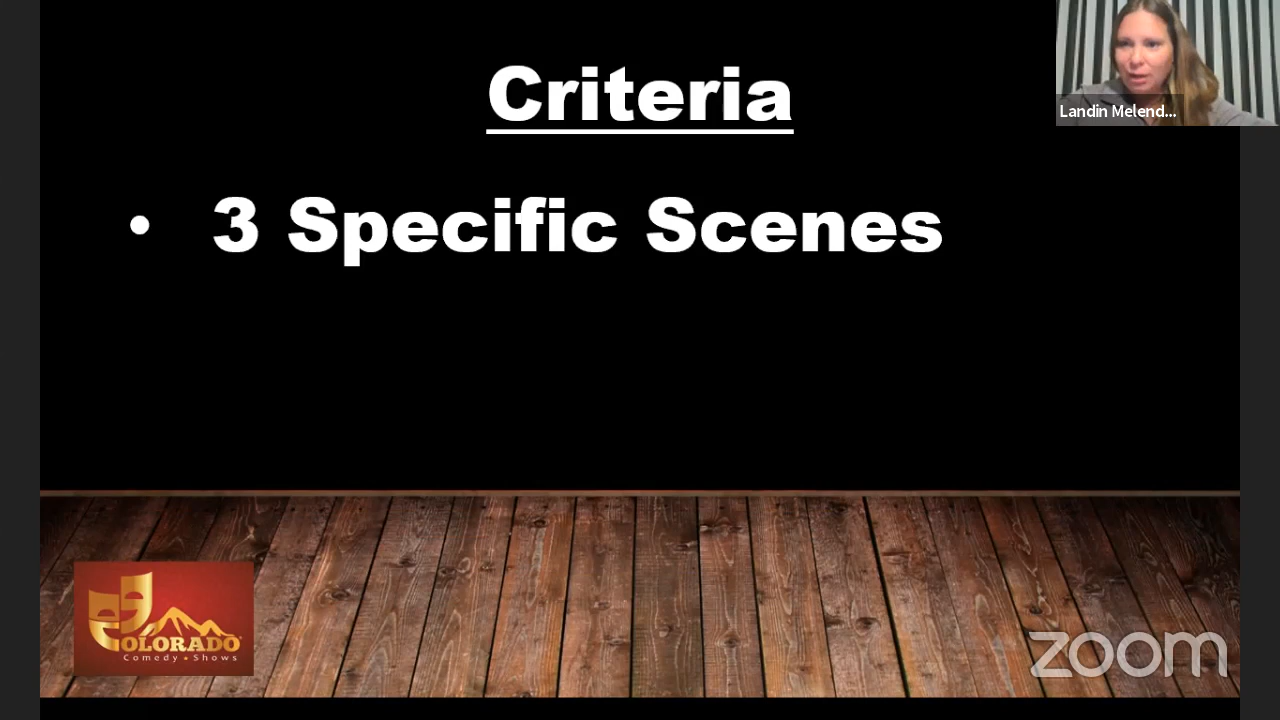 Criteria
Landin Melend...
• 3 Specific Scenes
COLORADO
Comedy • Shows
zoom